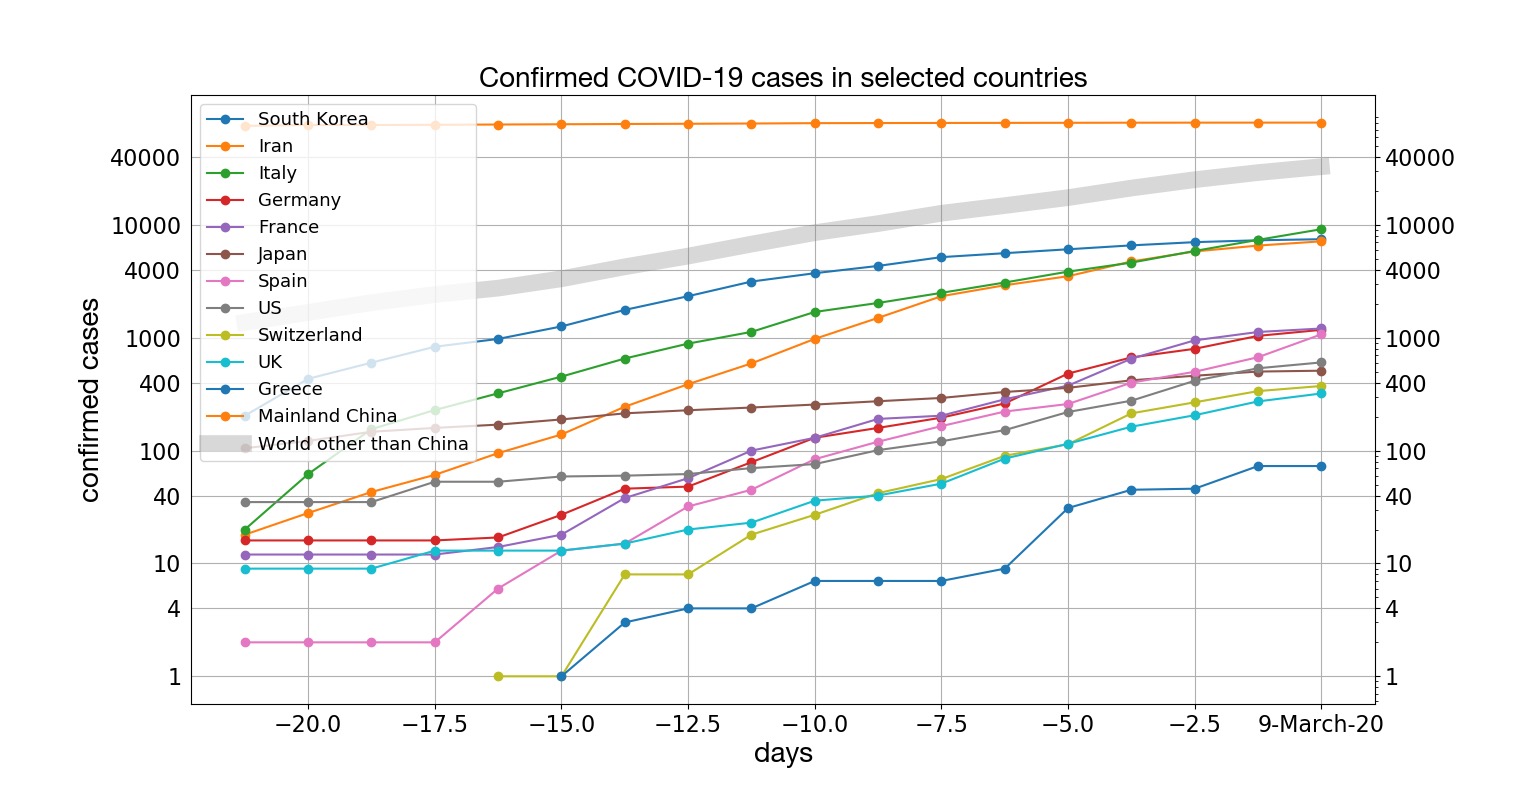 Confirmed COVID-19 cases in selected countries
South Korea
Iran
Italy
Germany
France
Japan
Spain
US
Switzerland
UK
Greece
Mainland China
World other than China
confirmed cases
40000
10000
4000
1000
400
100
40
10
4
1
40000
10000
4000
1000
400
100
40
10
4
1
−20.0 −17.5 −15.0 −12.5 −10.0 −7.5 −5.0 −2.5 9-March-20
days